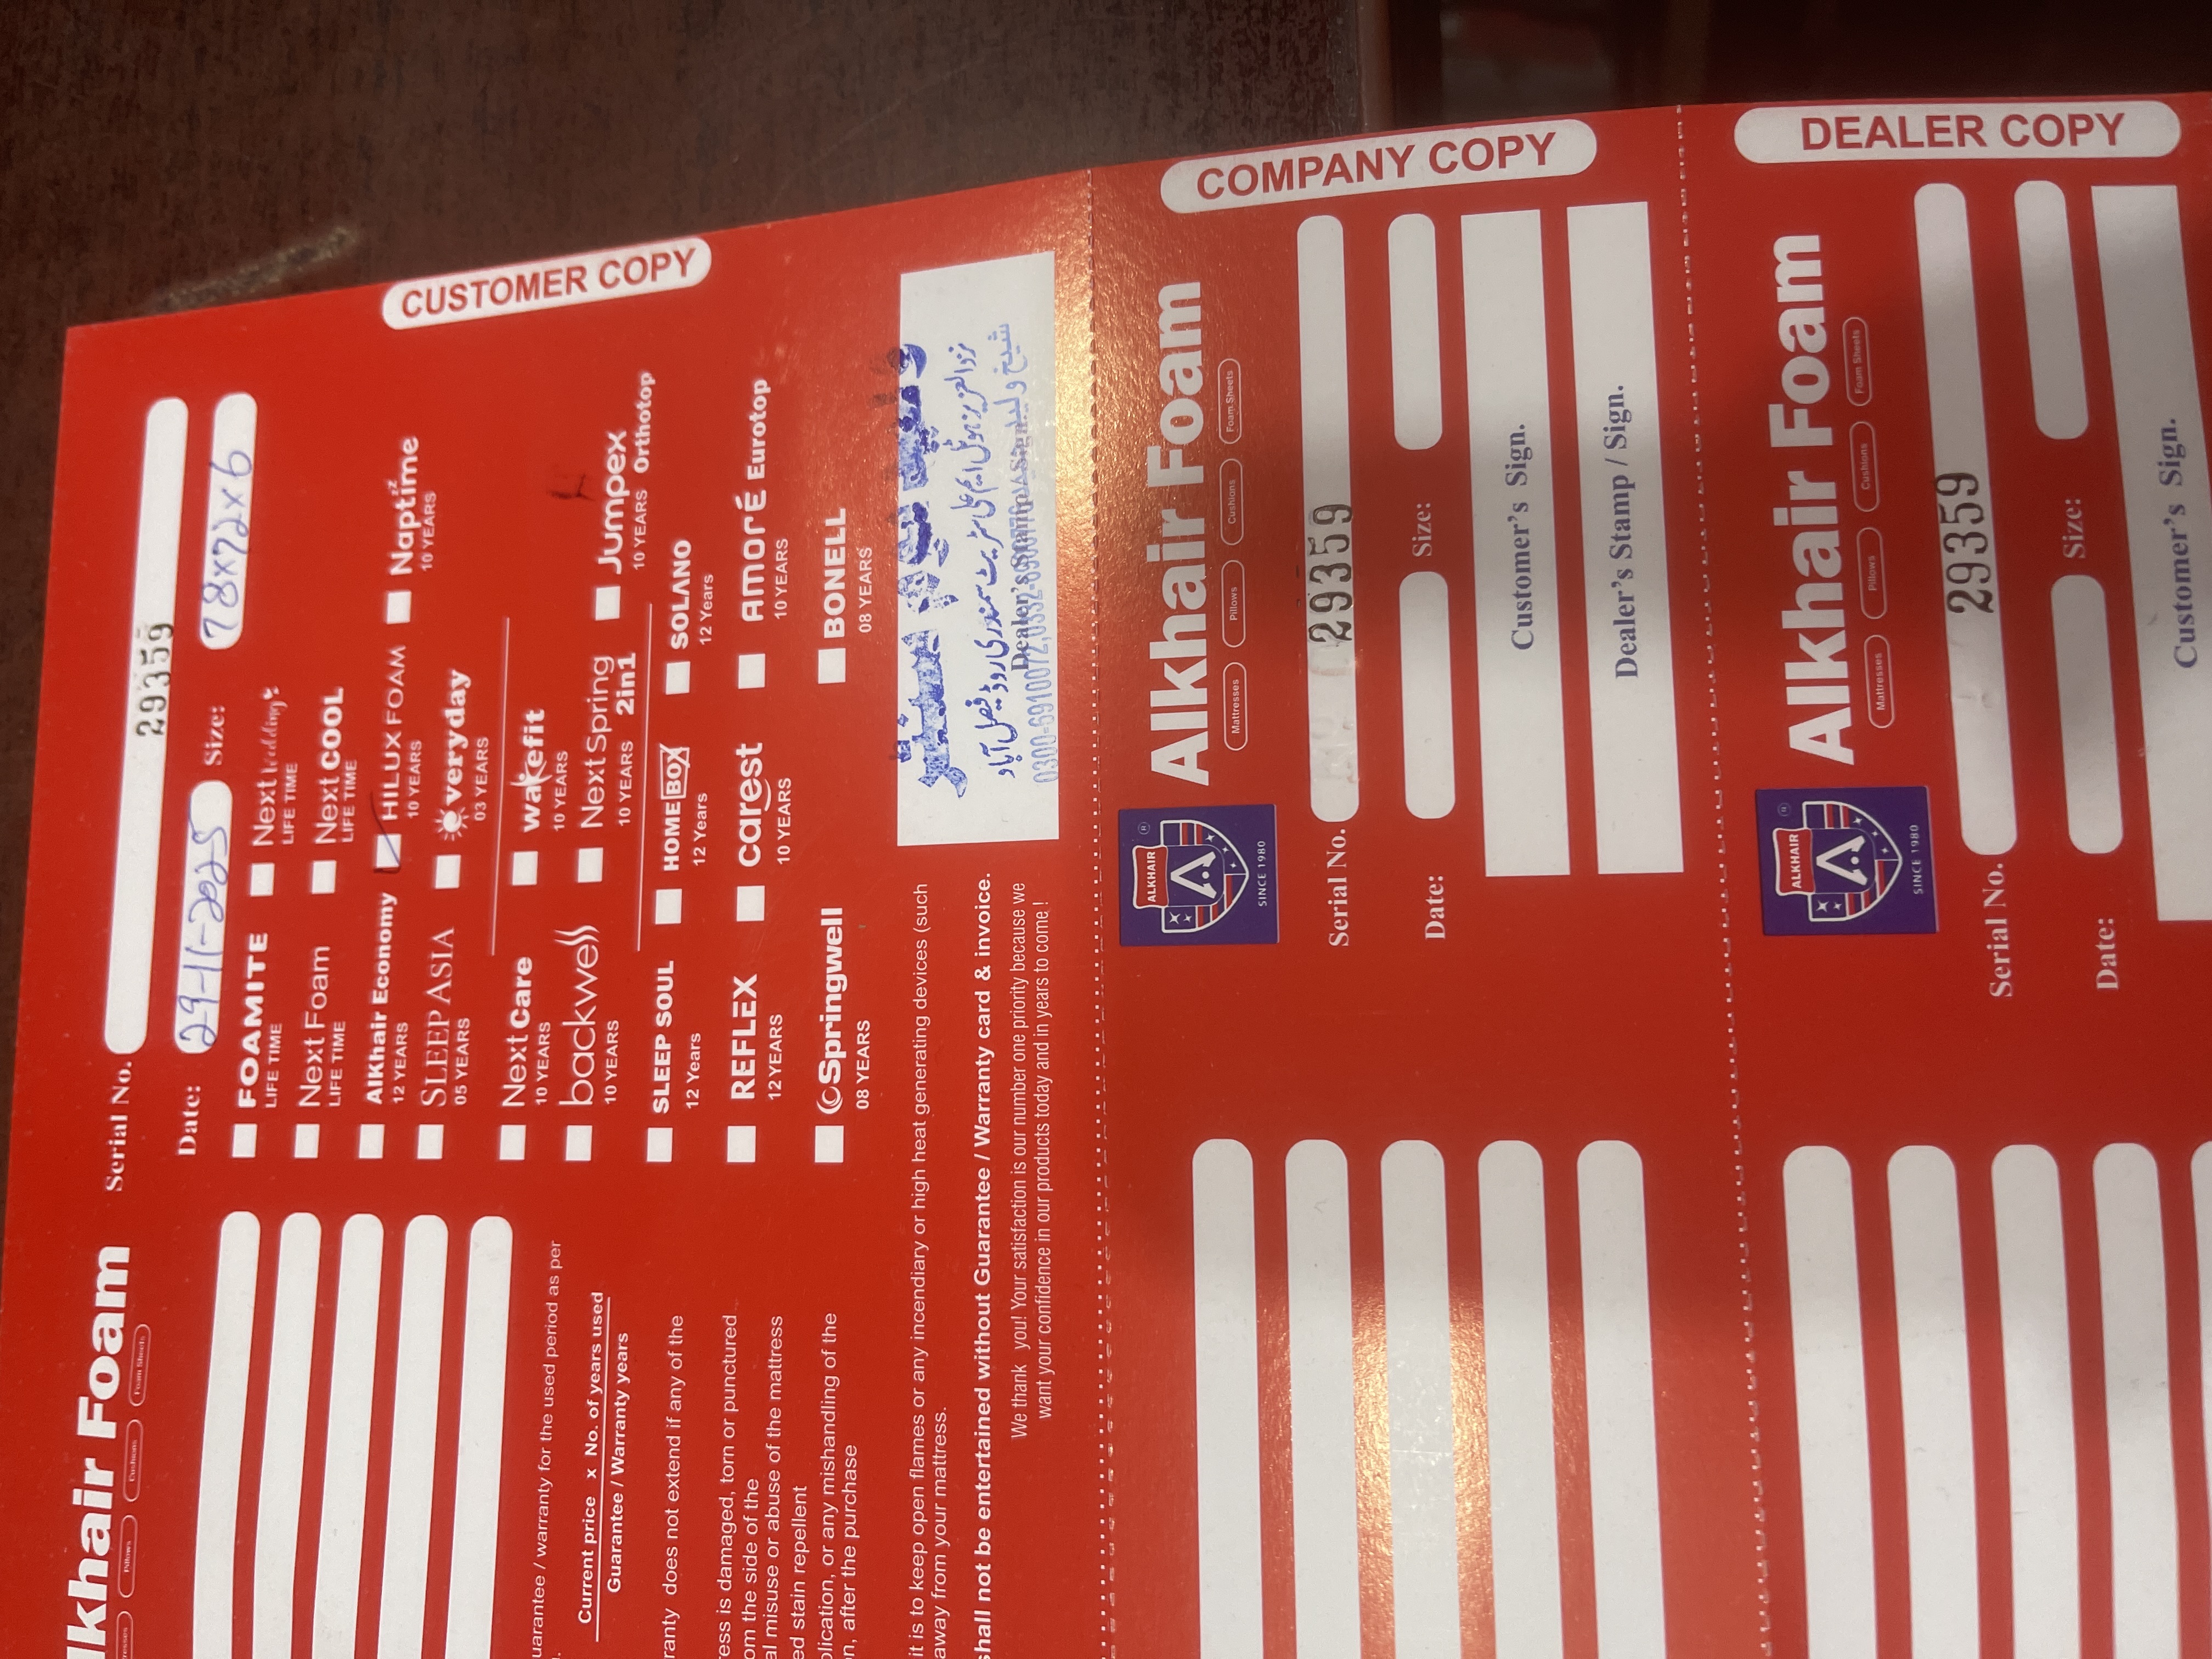 CUSTOMER COPY
lkhair Foam
Pillows
Cushions
Foam Sheets
Serial No. 29359
Date: 29-11-2025 Size: 78x72x6
FOAMITE
LIFE TIME
Next Foam
LIFE TIME
Next COOL
LIFE TIME
AlKhair Economy
12 YEARS
HILUX FOAM
10 YEARS
Naptime
10 YEARS
SLEEP ASIA
05 YEARS
everyday
03 YEARS
Next Care
10 YEARS
wakefit
10 YEARS
backwell
10 YEARS
Next Spring
10 YEARS 2in1
Jumpex
10 YEARS Orthotop
SLEEP SOUL
12 Years
HOME BOX
12 Years
SOLANO
12 Years
REFLEX
12YEARS
carest
10 YEARS
AMORÉ Eurotop
10 YEARS
Springwell
08 YEARS
BONELL
08 YEARS
uarantee / warranty for the used period as per
Current price x No. of years used
Guarantee / Warranty years
ranty does not extend if any of the
ress is damaged, torn or punctured
om the side of the
al misuse or abuse of the mattress
ed stain repellent
plication, or any mishandling of the
n, after the purchase
it is to keep open flames or any incendiary or high heat generating devices (such
away from your mattress.
shall not be entertained without Guarantee / Warranty card & invoice.
We thank you! Your satisfaction is our number one priority because we
want your confidence in our products today and in years to come!
نزد العزیز ہوٹل ایم علی سٹریٹ سمندری روڈ فیصل آباد
Dealer's Stamp / Sign.
COMPANY COPY
ALKHAIR
SINCE 1980
Alkhair Foam
Mattresses
Pillows
Cushions
Foam Sheets
Serial No. 29359
Date: Size:
Customer's Sign.
Dealer's Stamp / Sign.
DEALER COPY
ALKHAIR
SINCE 1980
Alkhair Foam
Mattresses
Pillows
Cushions
Foam Sheets
Serial No. 29359
Date: Size:
Customer's Sign.